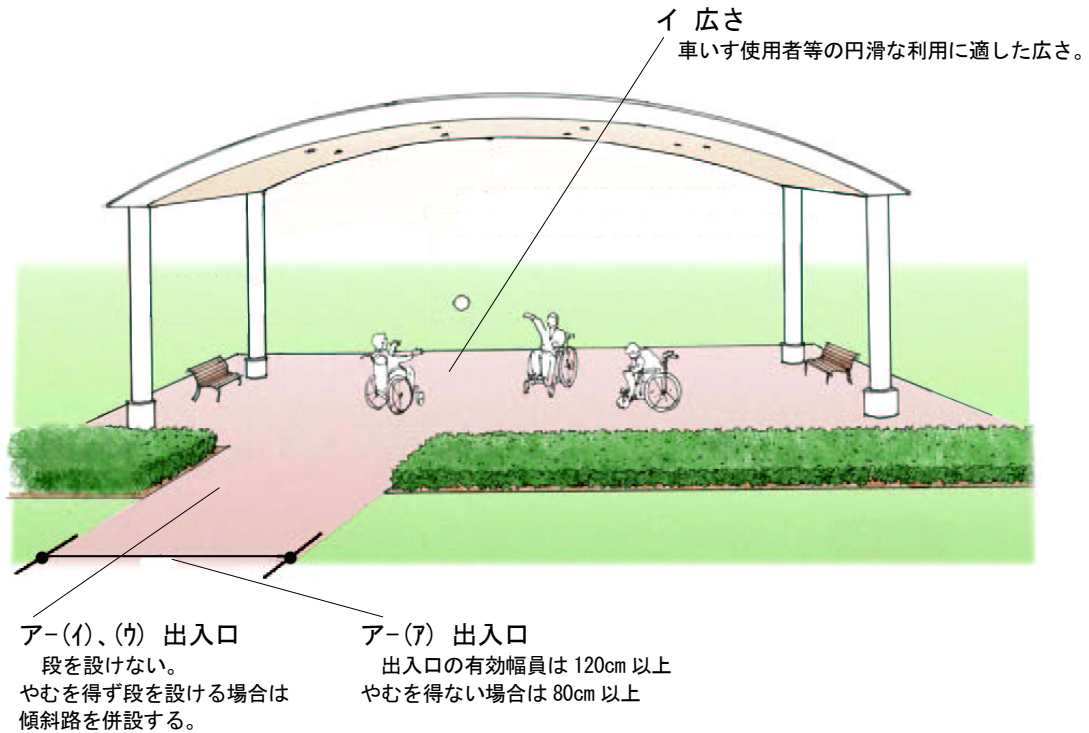 イ 広さ
車いす使用者等の円滑な利用に適した広さ。
ア-(イ)、(ウ) 出入口
段を設けない。
やむを得ず段を設ける場合は
傾斜路を併設する。
ア-(ア) 出入口
出入口の有効幅員は 120cm 以上
やむを得ない場合は 80cm 以上